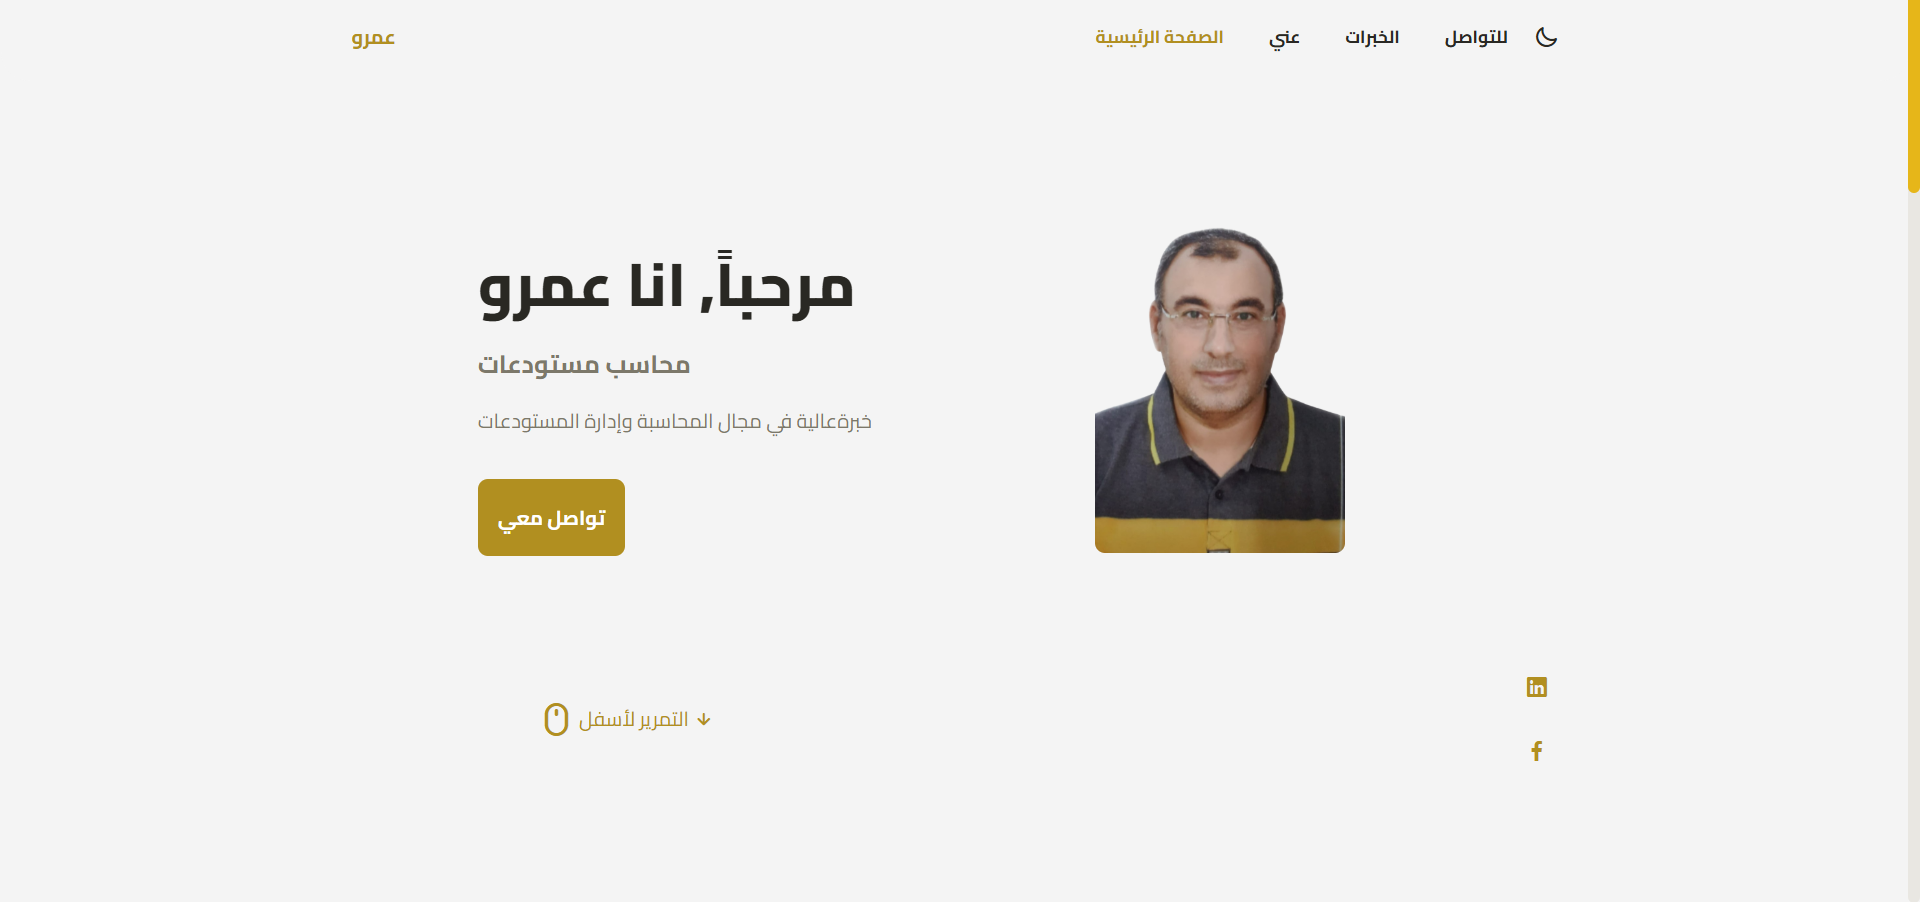 عمرو
الصفحة الرئيسية
عني
الخبرات
للتواصل
مرحباً, انا عمرو
محاسب مستودعات
خبرةعالية في مجال المحاسبة وإدارة المستودعات
تواصل معي
التمرير لأسفل
in
f